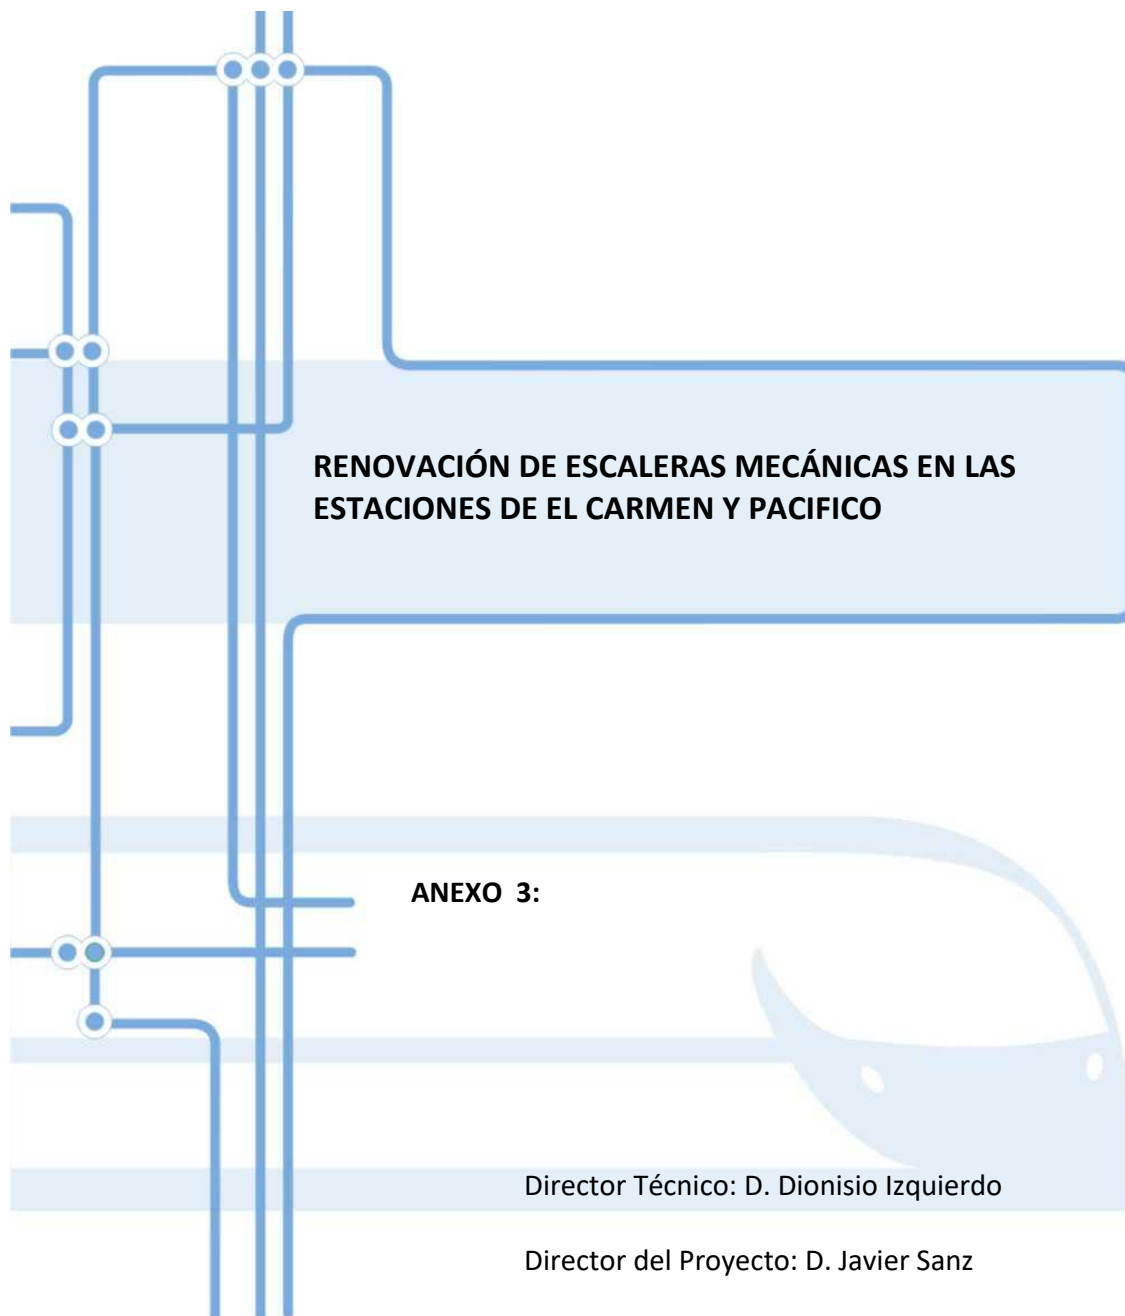 RENOVACIÓN DE ESCALERAS MECÁNICAS EN LAS
ESTACIONES DE EL CARMEN Y PACIFICO
ANEXO 3:
Director Técnico: D. Dionisio Izquierdo
Director del Proyecto: D. Javier Sanz